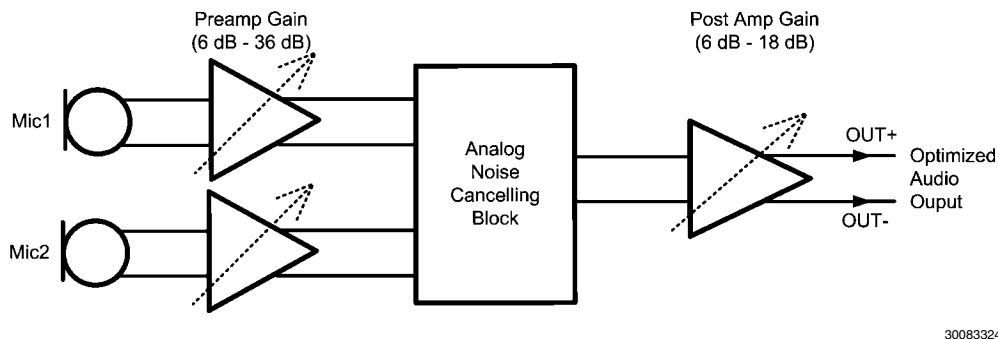 Preamp Gain
(6 dB - 36 dB)
Post Amp Gain
(6 dB - 18 dB)
Mic1
Mic2
Analog
Noise
Cancelling
Block
OUT+
OUT-
Optimized
Audio
Ouput
30083324